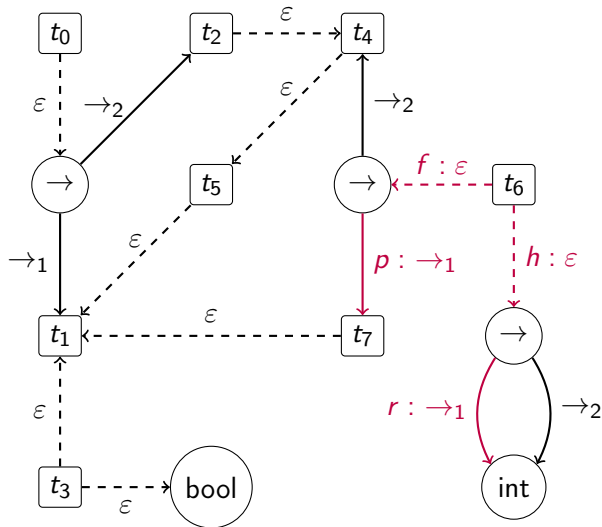 t₀ t₂ ε t₄
ε →₂ ε →₂
→ t₅ → f : ε t₆
→₁ ε p : →₁ h : ε
t₁ ε t₇ →
ε r : →₁ →₂
t₃ ε bool int